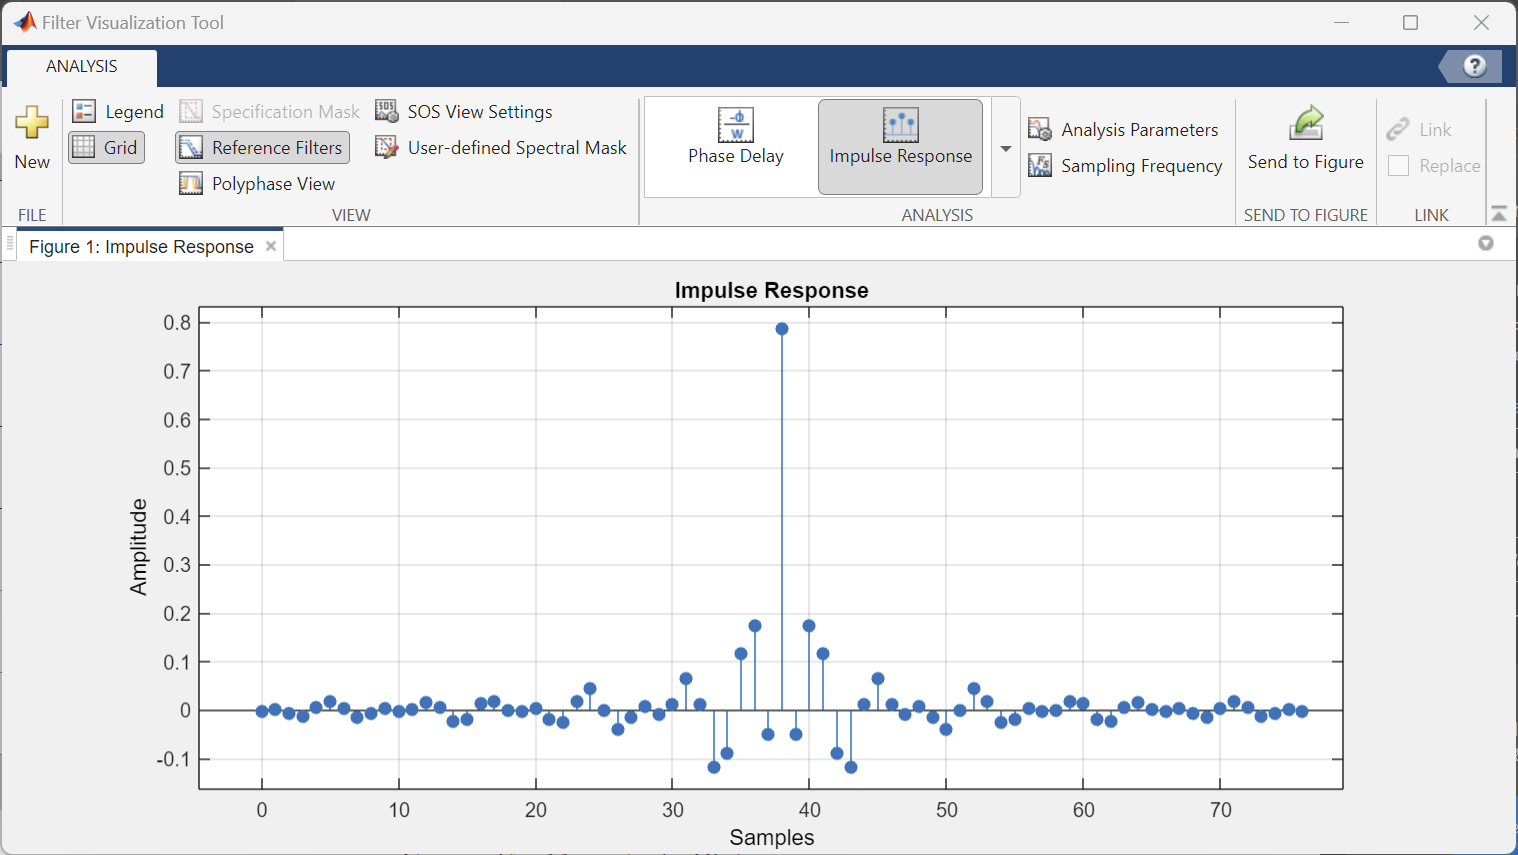 Filter Visualization Tool
ANALYSIS
?
New
Legend
Grid
Specification Mask
Reference Filters
Polyphase View
SOS View Settings
User-defined Spectral Mask
Phase Delay
Impulse Response
Analysis Parameters
Sampling Frequency
Send to Figure
Link
Replace
FILE
VIEW
ANALYSIS
SEND TO FIGURE
LINK
Figure 1: Impulse Response
Impulse Response
0.8
0.7
0.6
0.5
0.4
0.3
0.2
0.1
0
-0.1
Amplitude
0 10 20 30 40 50 60 70
Samples